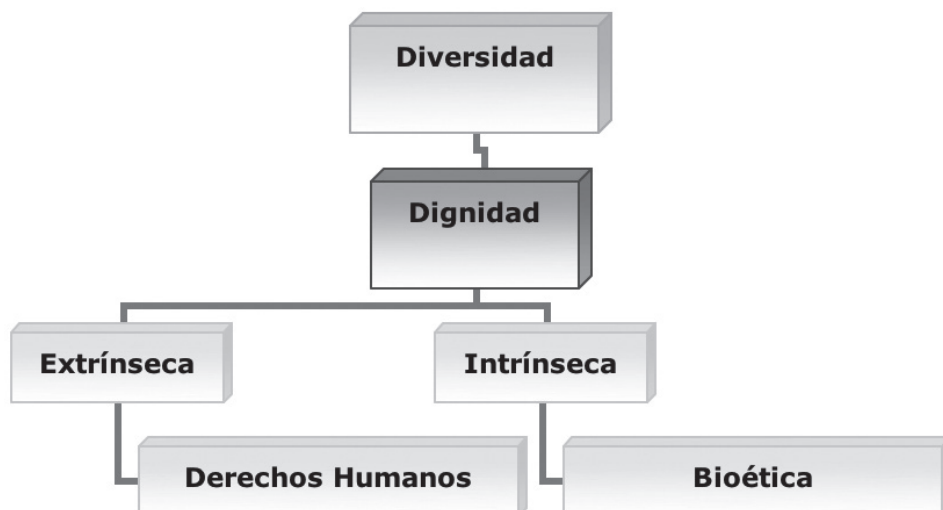 Diversidad
Dignidad
Extrínseca
Intrínseca
Derechos Humanos
Bioética